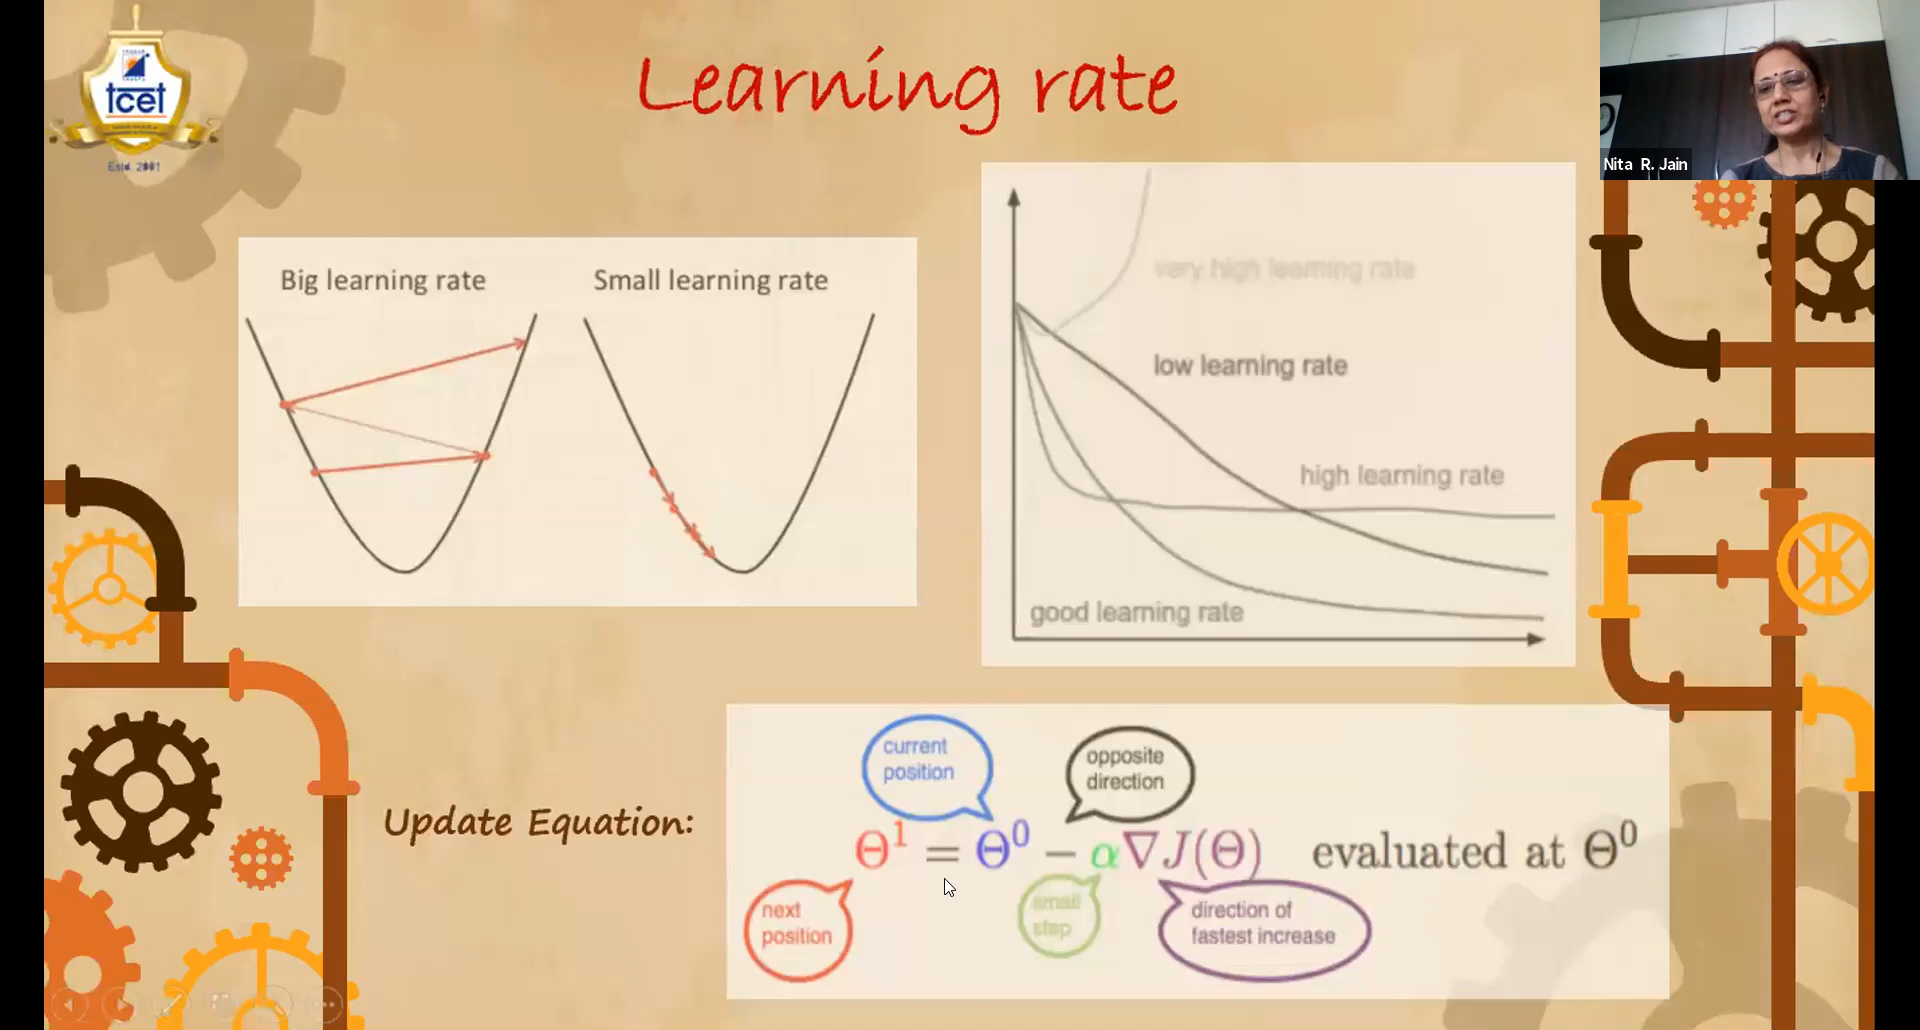 tcet
Estd. 2001
Learning rate
Nita R. Jain
Big learning rate
Small learning rate
very high learning rate
low learning rate
high learning rate
good learning rate
Update Equation:
current
position
opposite
direction
Θ¹ = Θ⁰ − α∇J(Θ) evaluated at Θ⁰
next
position
small
step
direction of
fastest increase